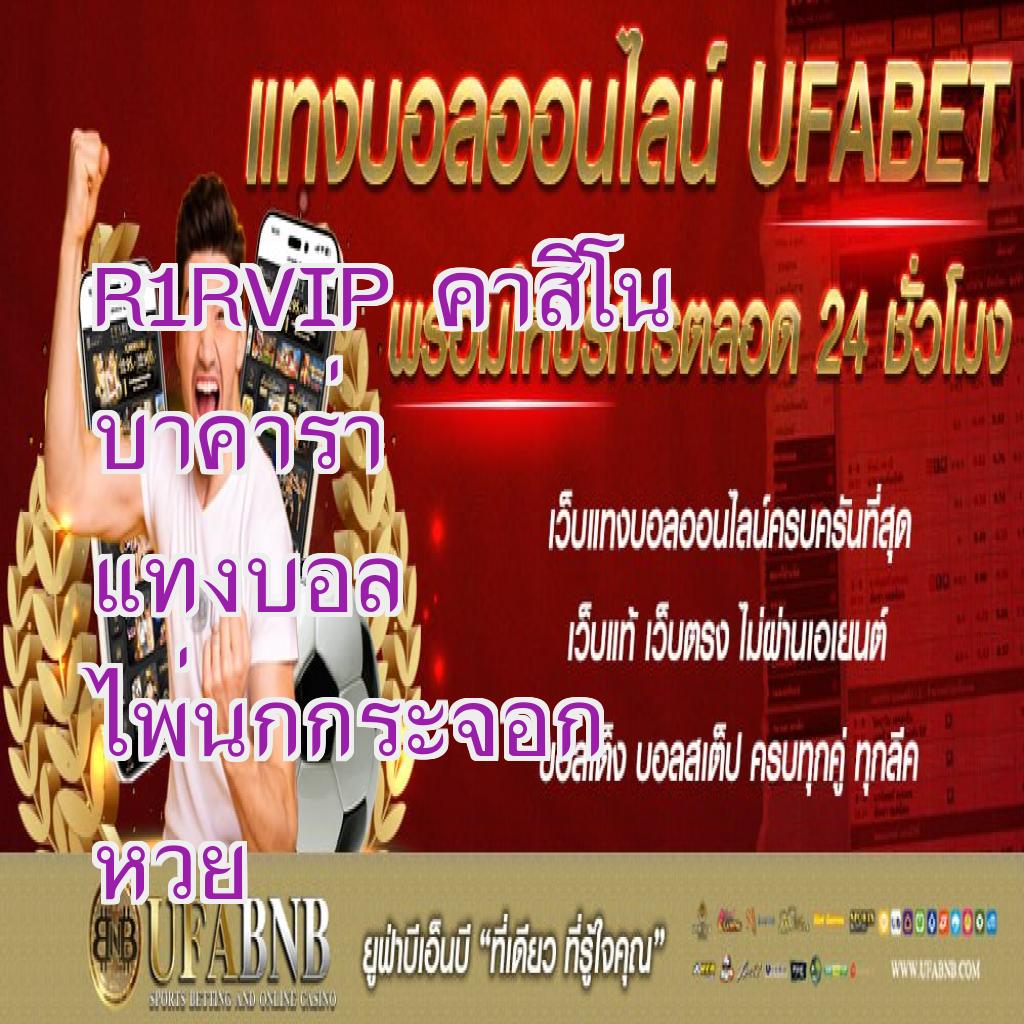 แทงบอลออนไลน์ UFABET
R1RVIP คาสิโน
พร้อมให้บริการตลอด 24 ชั่วโมง
บาคาร่า
เว็บแทงบอลออนไลน์ครบครันที่สุด
แทงบอล
เว็บแท้ เว็บตรง ไม่ผ่านเอเยนต์
ไพ่นกกระจอก
บอลเต็ง บอลสเต็ป ครบทุกคู่ ทุกลีค
หวย
UFABNB
SPORTS BETTING AND ONLINE CASINO
ยูฟ่าบีเอ็นบี “ที่เดียว ที่รู้ใจคุณ”
WWW.UFABNB.COM